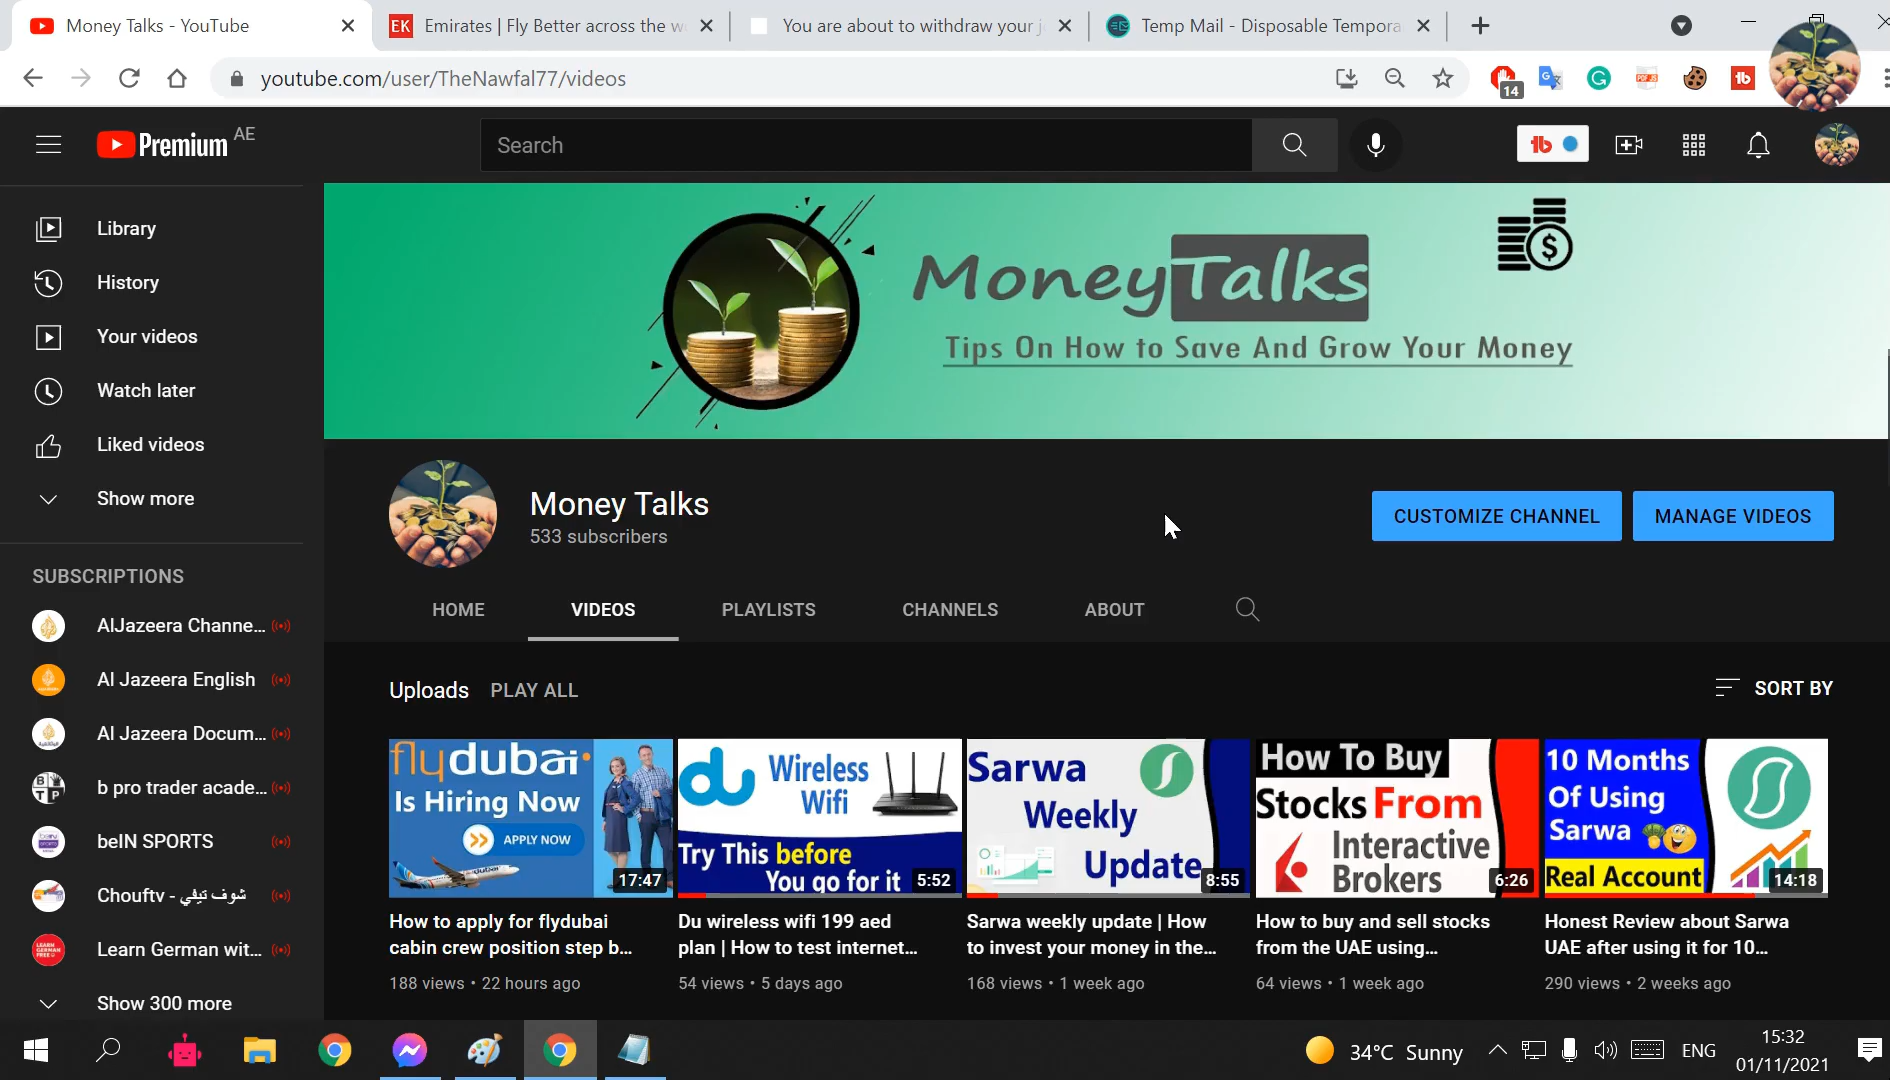 Money Talks - YouTube
EK
Emirates | Fly Better across the w
You are about to withdraw your j
Temp Mail - Disposable Tempora
youtube.com/user/TheNawfal77/videos
14
PDF JS
Premium AE
Search
Library
History
Your videos
Watch later
Liked videos
Show more
MoneyTalks
Tips On How to Save And Grow Your Money
Money Talks
533 subscribers
CUSTOMIZE CHANNEL
MANAGE VIDEOS
HOME
VIDEOS
PLAYLISTS
CHANNELS
ABOUT
SUBSCRIPTIONS
AlJazeera Channe...
Al Jazeera English
Al Jazeera Docum...
b pro trader acade...
beIN SPORTS
Chouftv - شوف تيفي
Learn German wit...
Show 300 more
Uploads PLAY ALL
SORT BY
flydubai
Is Hiring Now
APPLY NOW
17:47
du Wireless
Wifi
Try This before
You go for it
5:52
Sarwa
Weekly
Update
8:55
How To Buy
Stocks From
Interactive
Brokers
6:26
10 Months
Of Using
Sarwa
Real Account
14:18
How to apply for flydubai
cabin crew position step b...
188 views • 22 hours ago
Du wireless wifi 199 aed
plan | How to test internet...
54 views • 5 days ago
Sarwa weekly update | How
to invest your money in the...
168 views • 1 week ago
How to buy and sell stocks
from the UAE using...
64 views • 1 week ago
Honest Review about Sarwa
UAE after using it for 10...
290 views • 2 weeks ago
34°C Sunny
ENG
15:32
01/11/2021